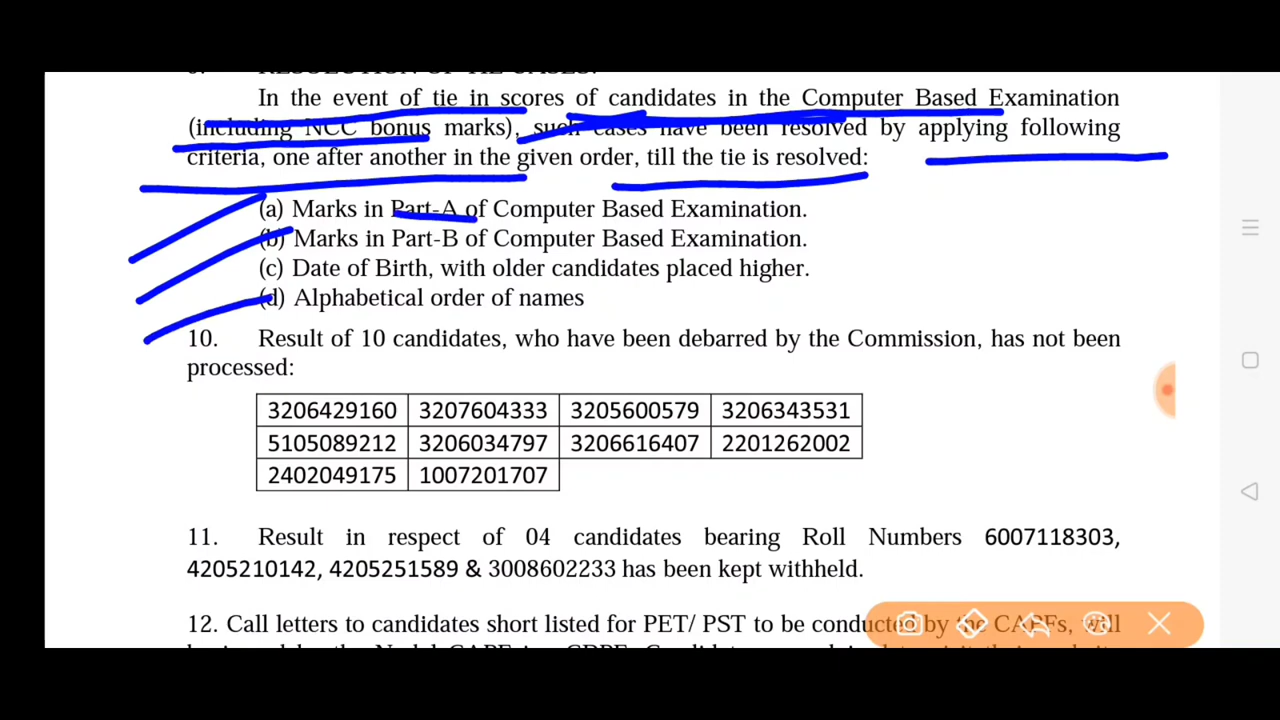 9. RESOLUTION OF TIE CASES:
In the event of tie in scores of candidates in the Computer Based Examination
(including NCC bonus marks), such cases have been resolved by applying following
criteria, one after another in the given order, till the tie is resolved:
(a) Marks in Part-A of Computer Based Examination.
(b) Marks in Part-B of Computer Based Examination.
(c) Date of Birth, with older candidates placed higher.
(d) Alphabetical order of names
10. Result of 10 candidates, who have been debarred by the Commission, has not been
processed:
3206429160 3207604333 3205600579 3206343531
5105089212 3206034797 3206616407 2201262002
2402049175 1007201707
11. Result in respect of 04 candidates bearing Roll Numbers 6007118303,
4205210142, 4205251589 & 3008602233 has been kept withheld.
12. Call letters to candidates short listed for PET/ PST to be conducted by the CAPFs, will